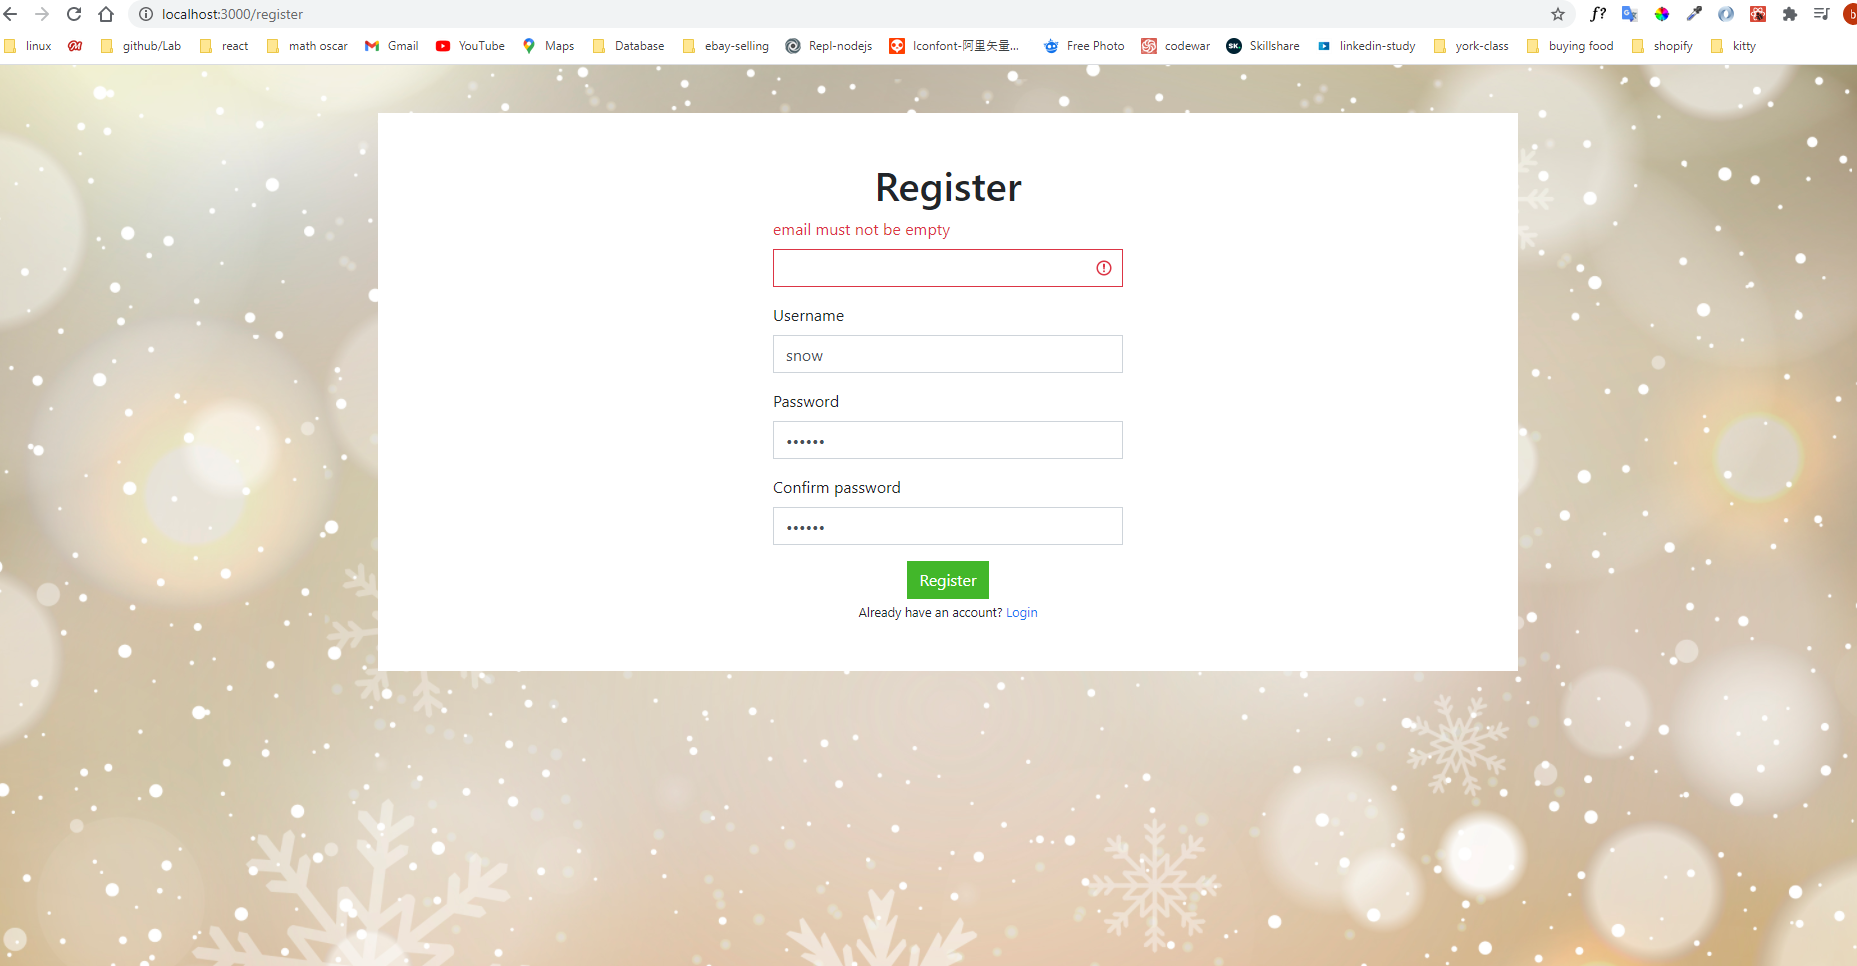 localhost:3000/register
f?
linux
github/Lab
react
math oscar
Gmail
YouTube
Maps
Database
ebay-selling
Repl-nodejs
Iconfont-阿里矢量...
Free Photo
codewar
SK.
Skillshare
linkedin-study
york-class
buying food
shopify
kitty
b
Register
email must not be empty
Username
snow
Password
••••••
Confirm password
••••••
Register
Already have an account? Login